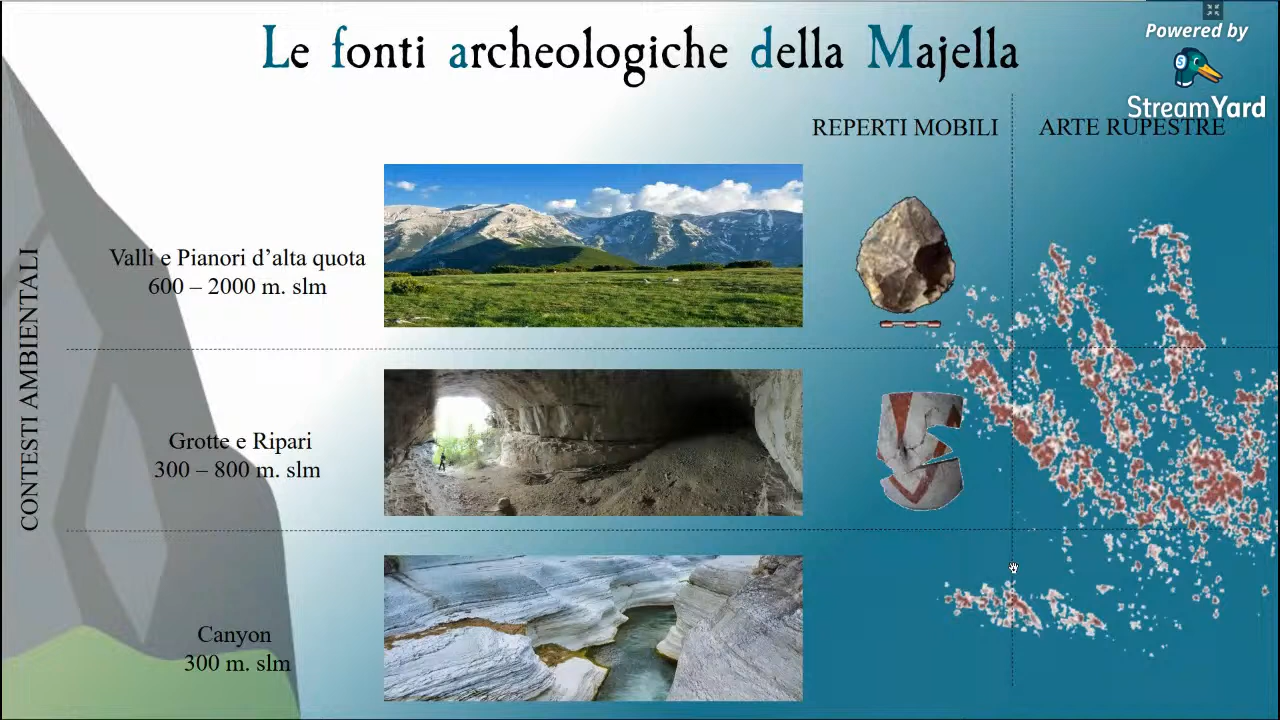 Le fonti archeologiche della Majella
Powered by
StreamYard
REPERTI MOBILI
ARTE RUPESTRE
CONTESTI AMBIENTALI
Valli e Pianori d’alta quota
600 – 2000 m. slm
Grotte e Ripari
300 – 800 m. slm
Canyon
300 m. slm